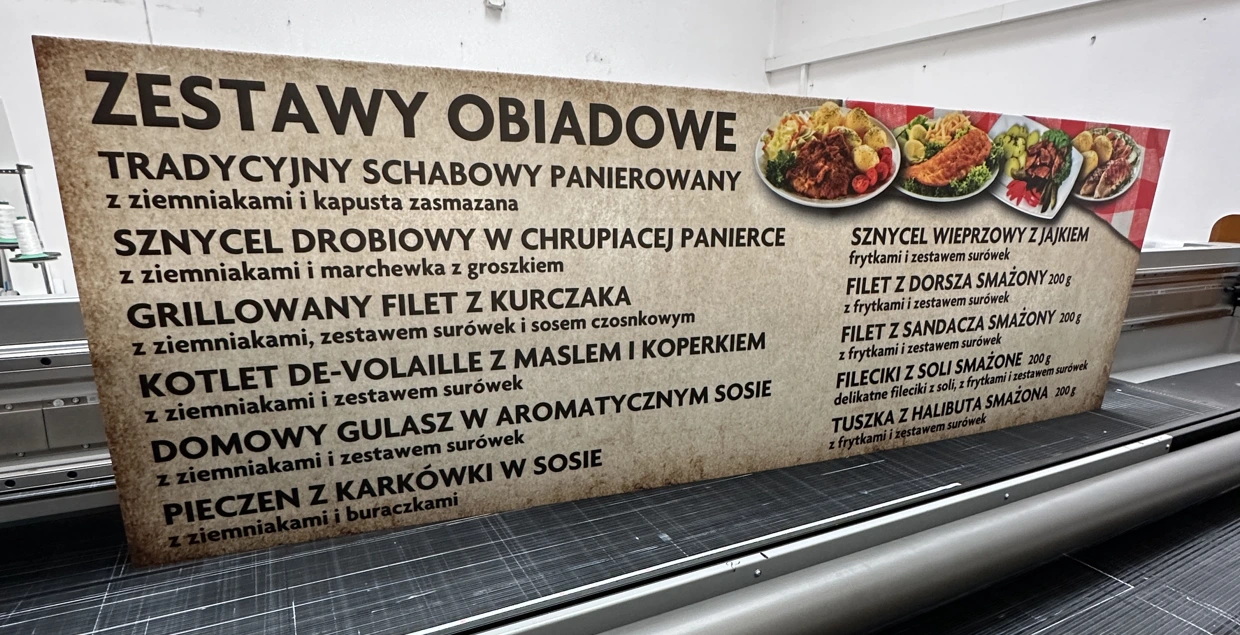 ZESTAWY OBIADOWE
TRADYCYJNY SCHABOWY PANIEROWANY
z ziemniakami i kapusta zasmazana
SZNYCEL DROBIOWY W CHRUPIACEJ PANIERCE
z ziemniakami i marchewka z groszkiem
GRILLOWANY FILET Z KURCZAKA
z ziemniakami, zestawem surówek i sosem czosnkowym
KOTLET DE-VOLAILLE Z MASLEM I KOPERKIEM
z ziemniakami i zestawem surówek
DOMOWY GULASZ W AROMATYCZNYM SOSIE
z ziemniakami i zestawem surówek
PIECZEN Z KARKÓWKI W SOSIE
z ziemniakami i buraczkami
SZNYCEL WIEPRZOWY Z JAJKIEM
frytkami i zestawem surówek
FILET Z DORSZA SMAŻONY 200 g
z frytkami i zestawem surówek
FILET Z SANDACZA SMAŻONY 200 g
z frytkami i zestawem surówek
FILECIKI Z SOLI SMAŻONE 200 g
delikatne fileciki z soli, z frytkami i zestawem surówek
TUSZKA Z HALIBUTA SMAŻONA 200 g
z frytkami i zestawem surówek